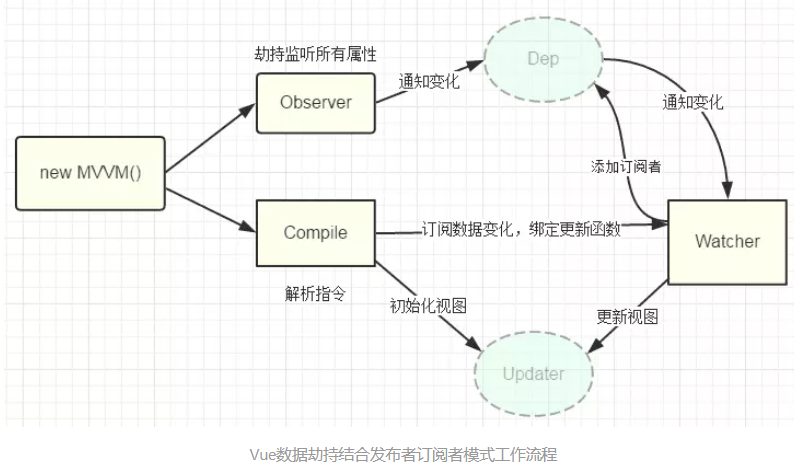 劫持监听所有属性
Dep
Observer
通知变化
通知变化
new MVVM()
添加订阅者
Compile
订阅数据变化，绑定更新函数
Watcher
解析指令
初始化视图
更新视图
Updater
Vue数据劫持结合发布者订阅者模式工作流程